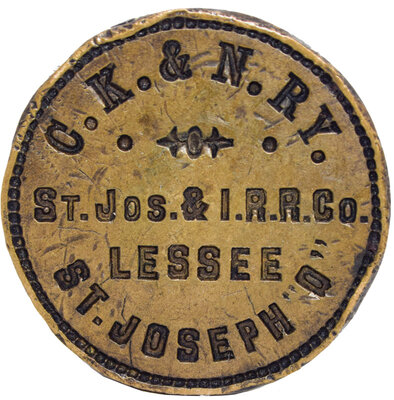 C. K. & N. RY.
ST. JOS. & I. R. R. CO.
LESSEE
ST. JOSEPH "Q"